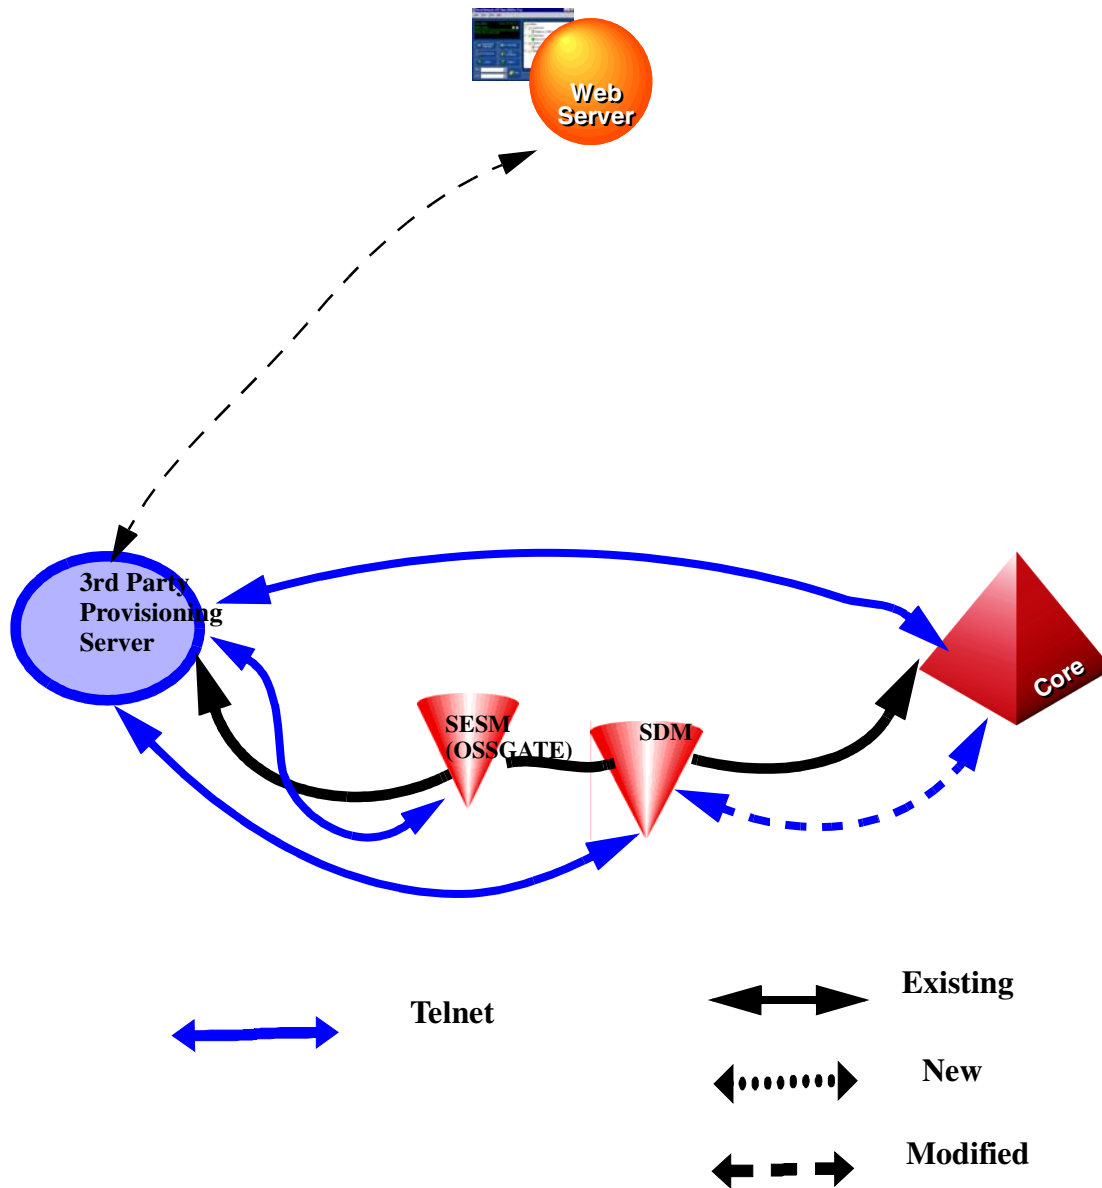 Web
Server
3rd Party
Provisioning
Server
SESM
(OSSGATE)
SDM
Core
Telnet
Existing
New
Modified